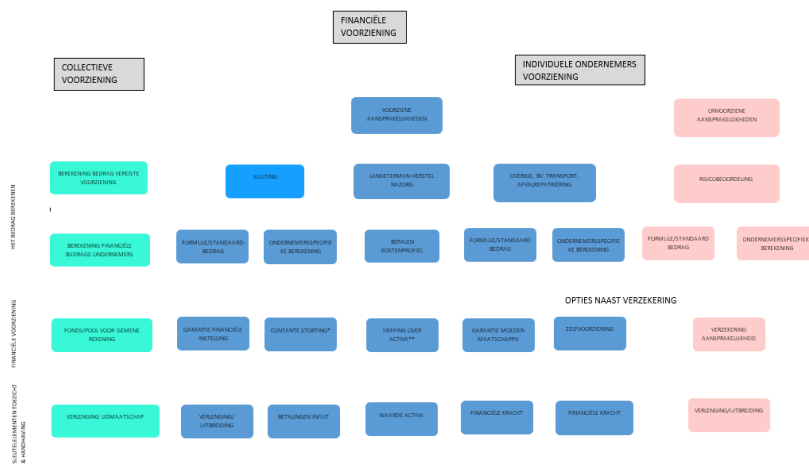 FINANCIËLE
VOORZIENING
COLLECTIEVE
VOORZIENING
INDIVIDUELE ONDERNEMERS
VOORZIENING
VOORZIENE
AANSPRAKELIJKHEDEN
ONVOORZIENE
AANSPRAKELIJKHEDEN
HET BEDRAG BEREKENEN
BEREKENING BEDRAG VEREISTE
VOORZIENING
SLUITING
LANGETERMIJN HERSTEL
NAZORG
OVERIGE, BV. TRANSPORT,
AFVALREPATRIËRING
RISICOBEOORDELING
BEREKENING FINANCIËLE
BIJDRAGE ONDERNEMERS
FORMULE/STANDAARD-
BEDRAG
ONDERNEMERSSPECIFIE
KE BEREKENING
BEPALEN
KOSTENPROFIEL
FORMULE/STANDAARD
BEDRAG
ONDERNEMERSSPECIFIE
KE BEREKENING
FORMULE/STANDAARD
BEDRAG
ONDERNEMERSSPECIFIEK
BEREKENING
OPTIES NAAST VERZEKERING
FINANCIËLE VOORZIENING
FONDS/POOL VOOR GEMENE
REKENING
GARANTIE FINANCIËLE
INSTELLING
CONTANTE STORTING*
HEFFING OVER
ACTIVA**
GARANTIE MOEDER-
MAATSCHAPPIJ
ZELFVOORZIENING
VERZEKERING
AANSPRAKELIJKHEID
SLEUTELELEMENTEN TOEZICHT
& HANDHAVING
VERLENGING LIDMAATSCHAP
VERLENGING/
UITBREIDING
BETALINGEN IN/UIT
WAARDE ACTIVA
FINANCIËLE KRACHT
FINANCIËLE KRACHT
VERLENGING/UITBREIDING